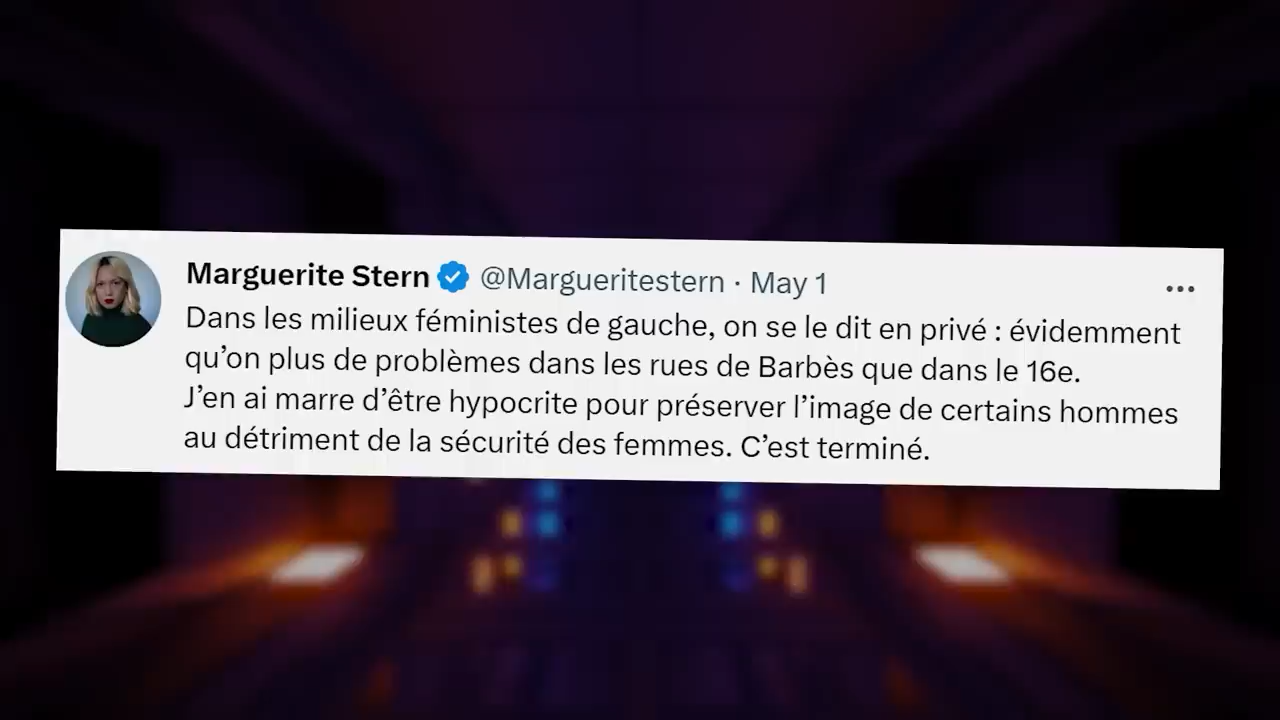 Marguerite Stern @Margueritestern · May 1
Dans les milieux féministes de gauche, on se le dit en privé : évidemment
qu’on plus de problèmes dans les rues de Barbès que dans le 16e.
J’en ai marre d’être hypocrite pour préserver l’image de certains hommes
au détriment de la sécurité des femmes. C’est terminé.